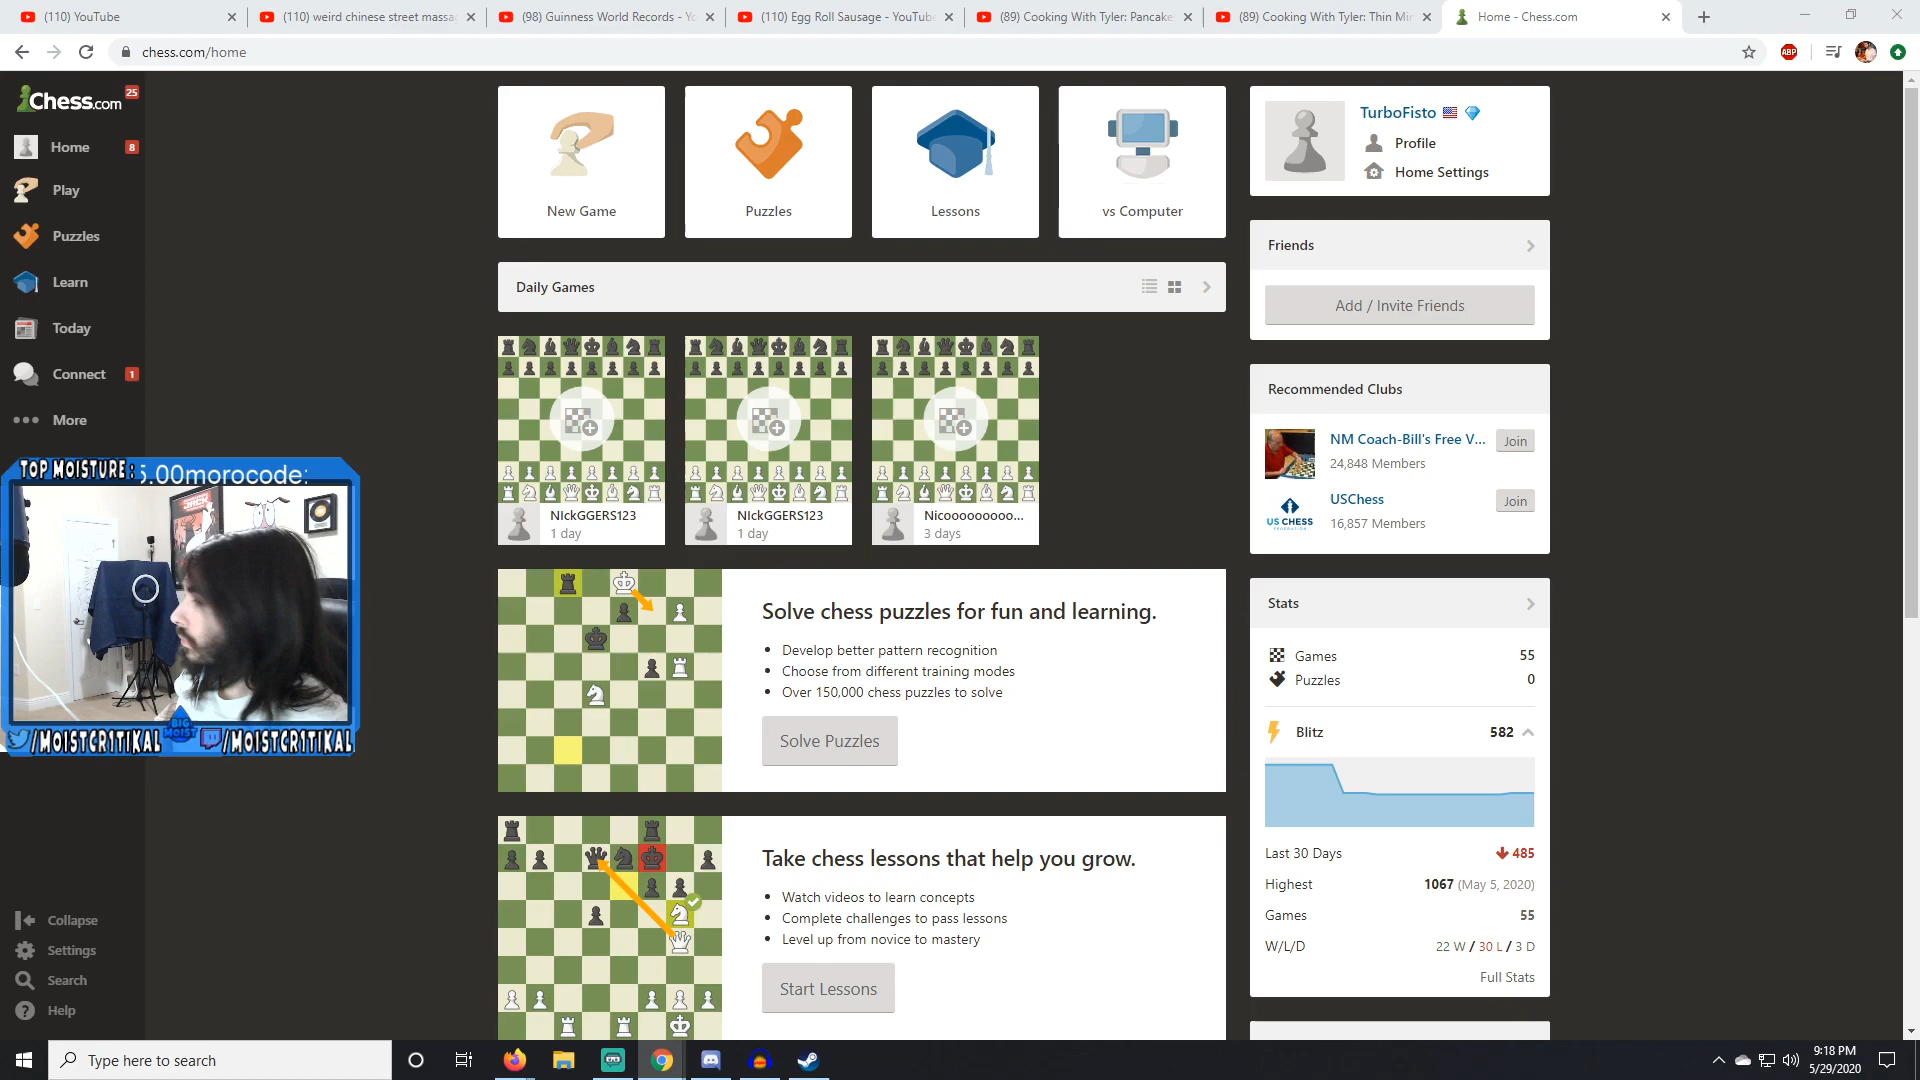 (110) YouTube
(110) weird chinese street massa
(98) Guinness World Records - Yo
(110) Egg Roll Sausage - YouTube
(89) Cooking With Tyler: Pancake
(89) Cooking With Tyler: Thin Min
Home - Chess.com
chess.com/home
ABP
Chess.com
25
Home
8
Play
Puzzles
Learn
Today
Connect
1
More
Collapse
Settings
Search
Help
TOP MOISTURE:
5.00morocode:
BIG MOIST
/MOISTCR1TIKAL
/MOISTCR1TIKAL
New Game
Puzzles
Lessons
vs Computer
Daily Games
NIckGGERS123
1 day
NIckGGERS123
1 day
Nicooooooooo...
3 days
Solve chess puzzles for fun and learning.
• Develop better pattern recognition
• Choose from different training modes
• Over 150,000 chess puzzles to solve
Solve Puzzles
Take chess lessons that help you grow.
• Watch videos to learn concepts
• Complete challenges to pass lessons
• Level up from novice to mastery
Start Lessons
TurboFisto
Profile
Home Settings
Friends
Add / Invite Friends
Recommended Clubs
NM Coach-Bill's Free V...
Join
24,848 Members
US CHESS
FEDERATION
USChess
Join
16,857 Members
Stats
Games 55
Puzzles 0
Blitz 582
Last 30 Days 485
Highest 1067 (May 5, 2020)
Games 55
W/L/D 22 W / 30 L / 3 D
Full Stats
Type here to search
9:18 PM
5/29/2020